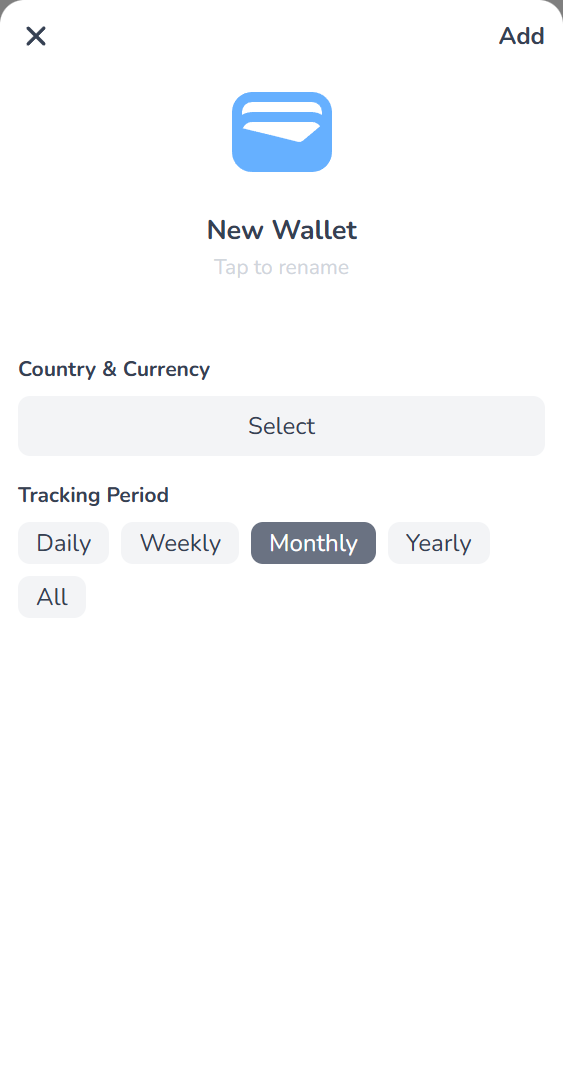 Add
New Wallet
Tap to rename
Country & Currency
Select
Tracking Period
Daily Weekly Monthly Yearly
All